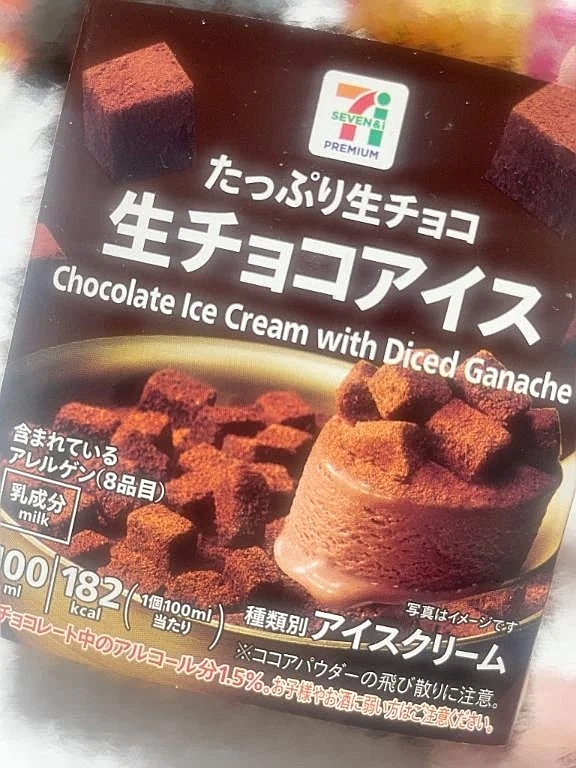 SEVEN&i
PREMIUM
たっぷり生チョコ
生チョコアイス
Chocolate Ice Cream with Diced Ganache
含まれている
アレルゲン(8品目)
乳成分
milk
100
ml
182
kcal
(1個100ml
当たり)
写真はイメージです
種類別 アイスクリーム
※ココアパウダーの飛び散りに注意。
チョコレート中のアルコール分1.5%。お子様やお酒に弱い方はご注意ください。